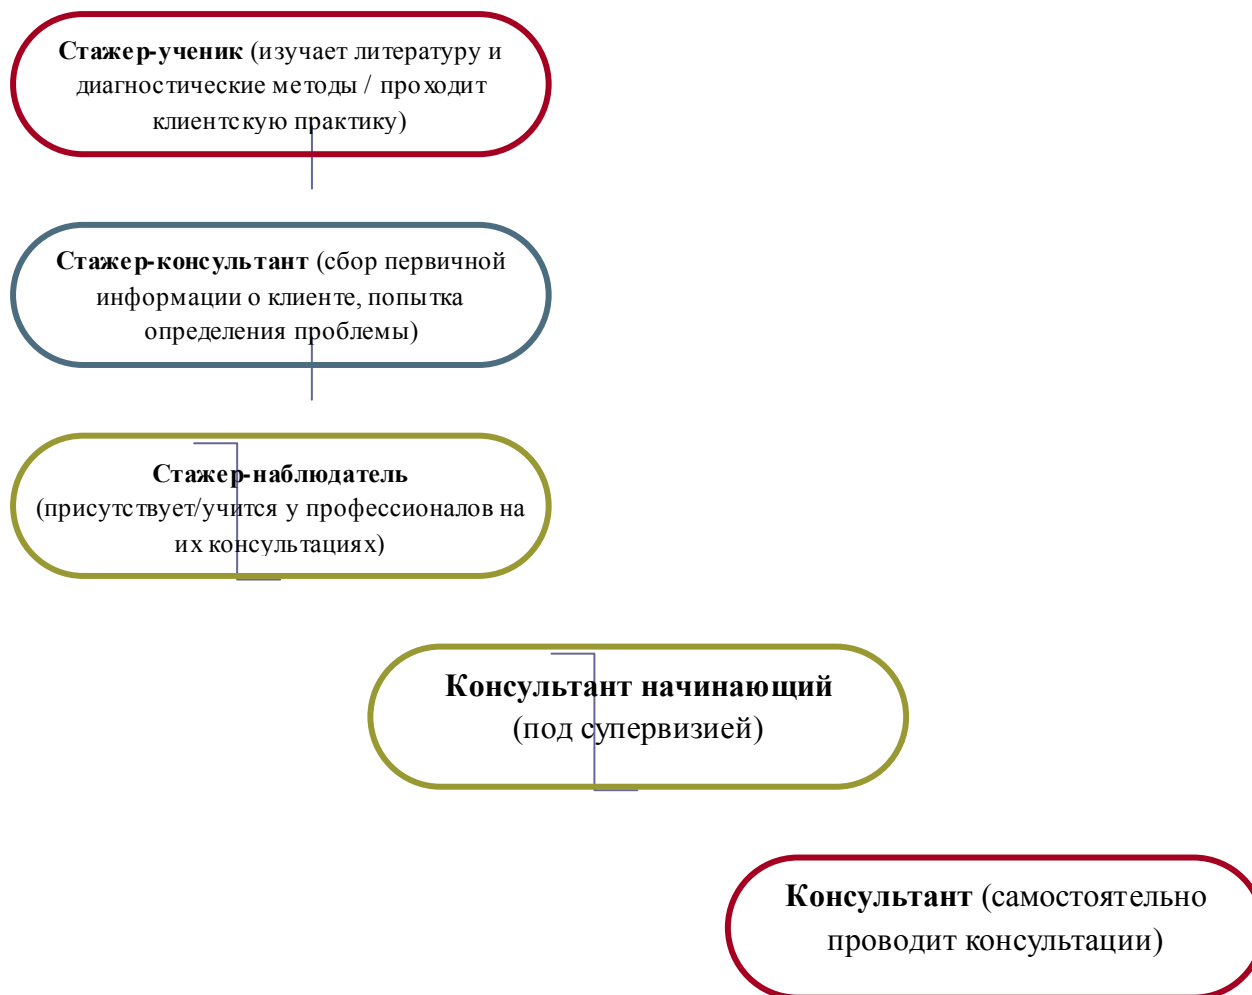 Стажер-ученик (изучает литературу и
диагностические методы / проходит
клиентскую практику)
Стажер-консультант (сбор первичной
информации о клиенте, попытка
определения проблемы)
Стажер-наблюдатель
(присутствует/учится у профессионалов на
их консультациях)
Консультант начинающий
(под супервизией)
Консультант (самостоятельно
проводит консультации)